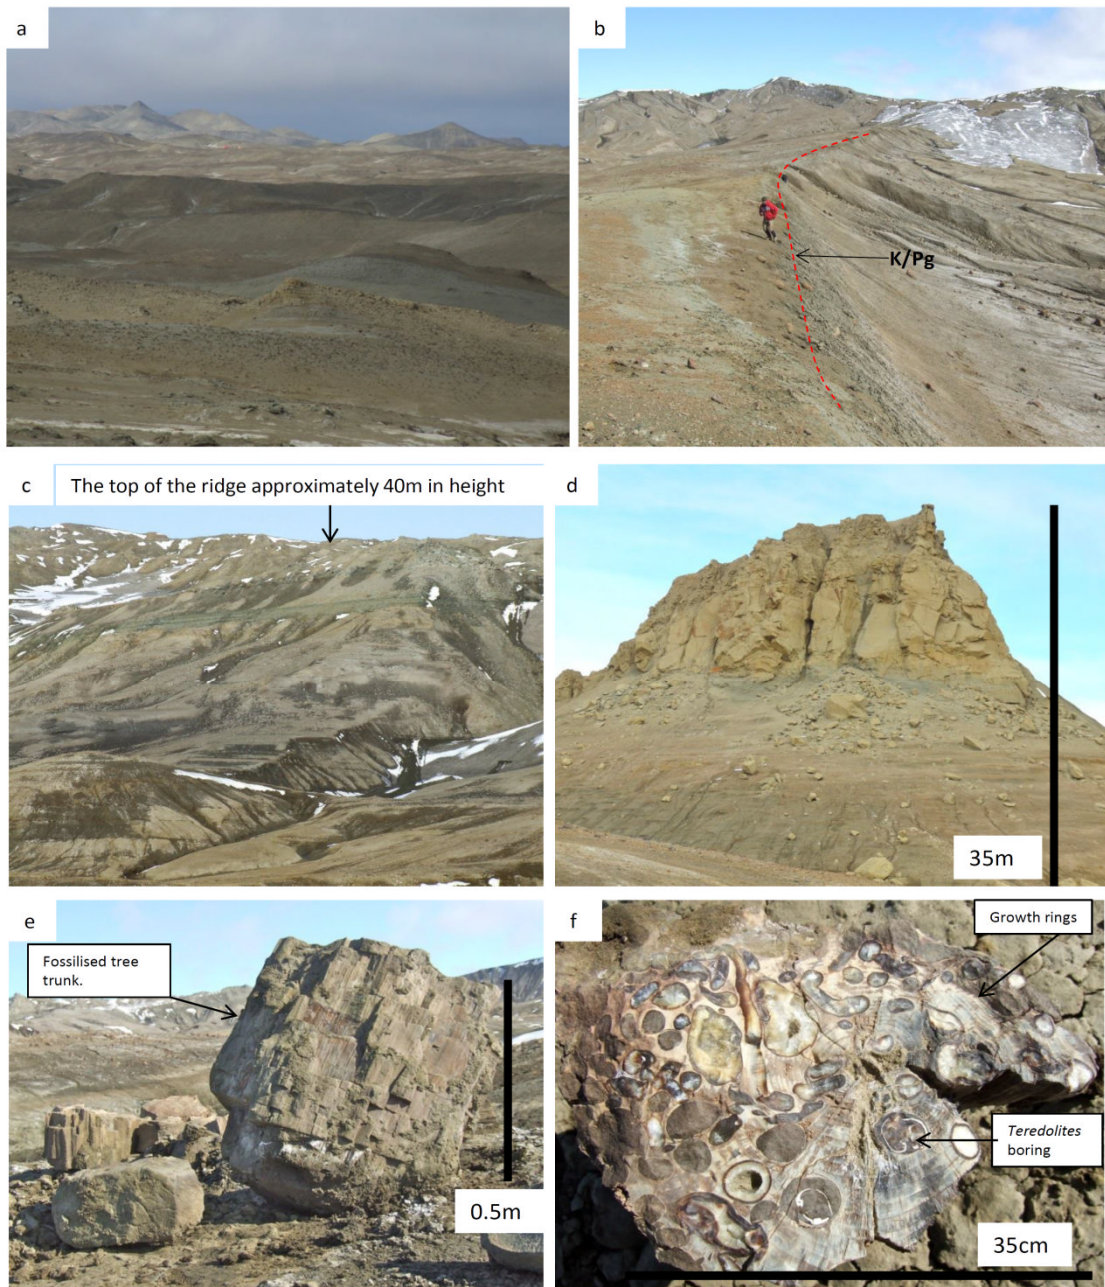 a
b
K/Pg
c
The top of the ridge approximately 40m in height
d
35m
e
Fossilised tree
trunk.
0.5m
f
Growth rings
Teredolites
boring
35cm